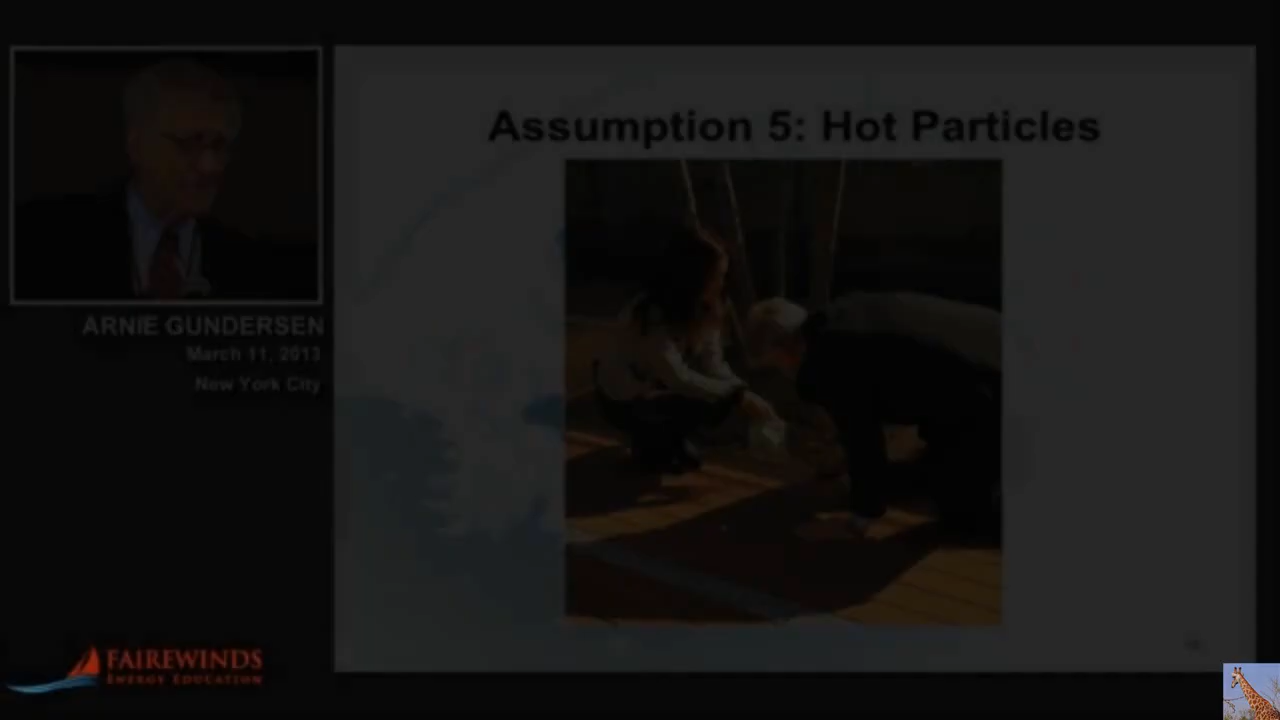 Assumption 5: Hot Particles
ARNIE GUNDERSEN
March 11, 2013
New York City
FAIREWINDS
ENERGY EDUCATION